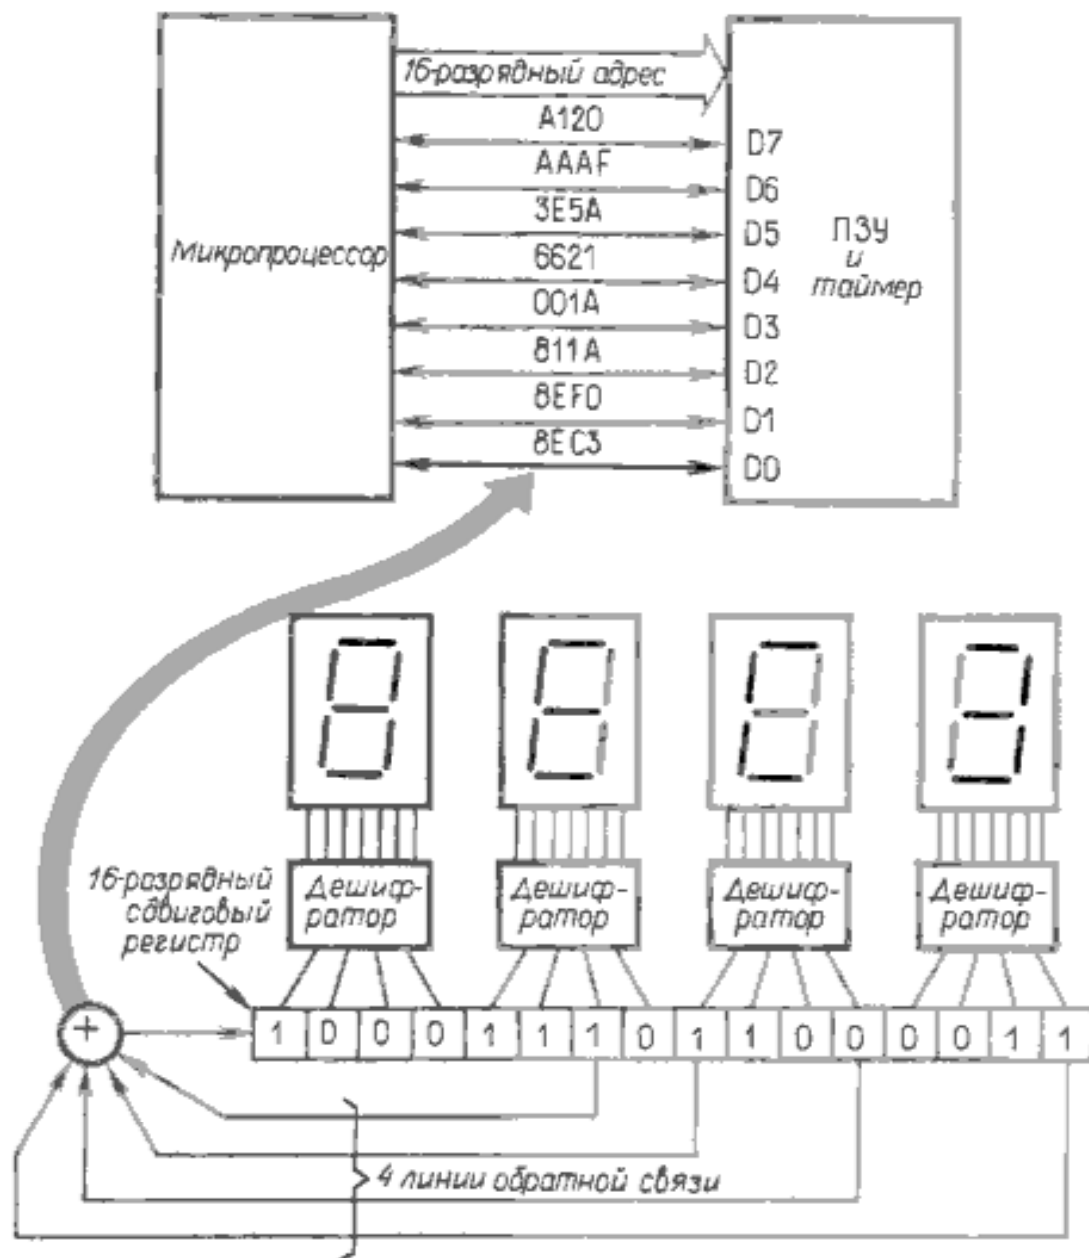 16-разрядный адрес
A120
D7
AAAF
D6
3E5A
D5
Микропроцессор
ПЗУ
и
таймер
6621
D4
001A
D3
811A
D2
8EF0
D1
8EC3
D0
8
E
C
3
16-разрядный
сдвиговый
регистр
Дешиф-
ратор
Дешиф-
ратор
Дешиф-
ратор
Дешиф-
ратор
+
1 0 0 0 1 1 1 0 1 1 0 0 0 0 1 1
4 линии обратной связи